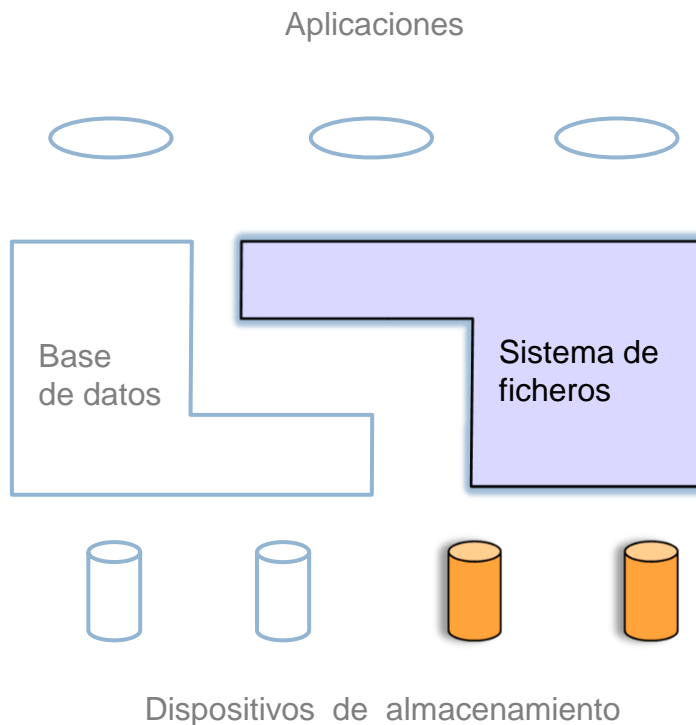 Aplicaciones
Base
de datos
Sistema de
ficheros
Dispositivos de almacenamiento